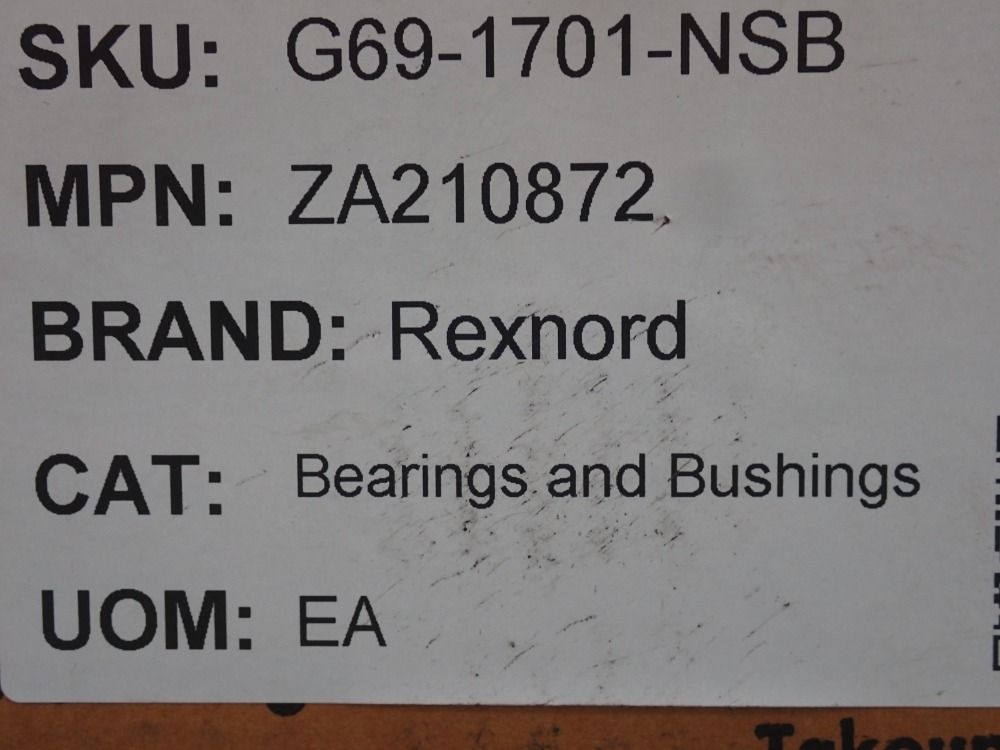 SKU: G69-1701-NSB
MPN: ZA210872
BRAND: Rexnord
CAT: Bearings and Bushings
UOM: EA